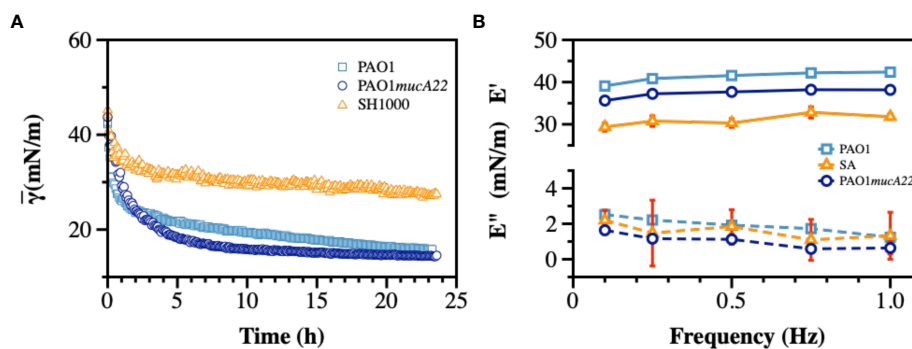 A
60
40
20
γ̄(mN/m)
0
5
10
15
20
25
Time (h)
PAO1
PAO1mucA22
SH1000
B
50
40
30
4
2
0
E'' (mN/m) E'
0
0.5
1.0
Frequency (Hz)
PAO1
SA
PAO1mucA22